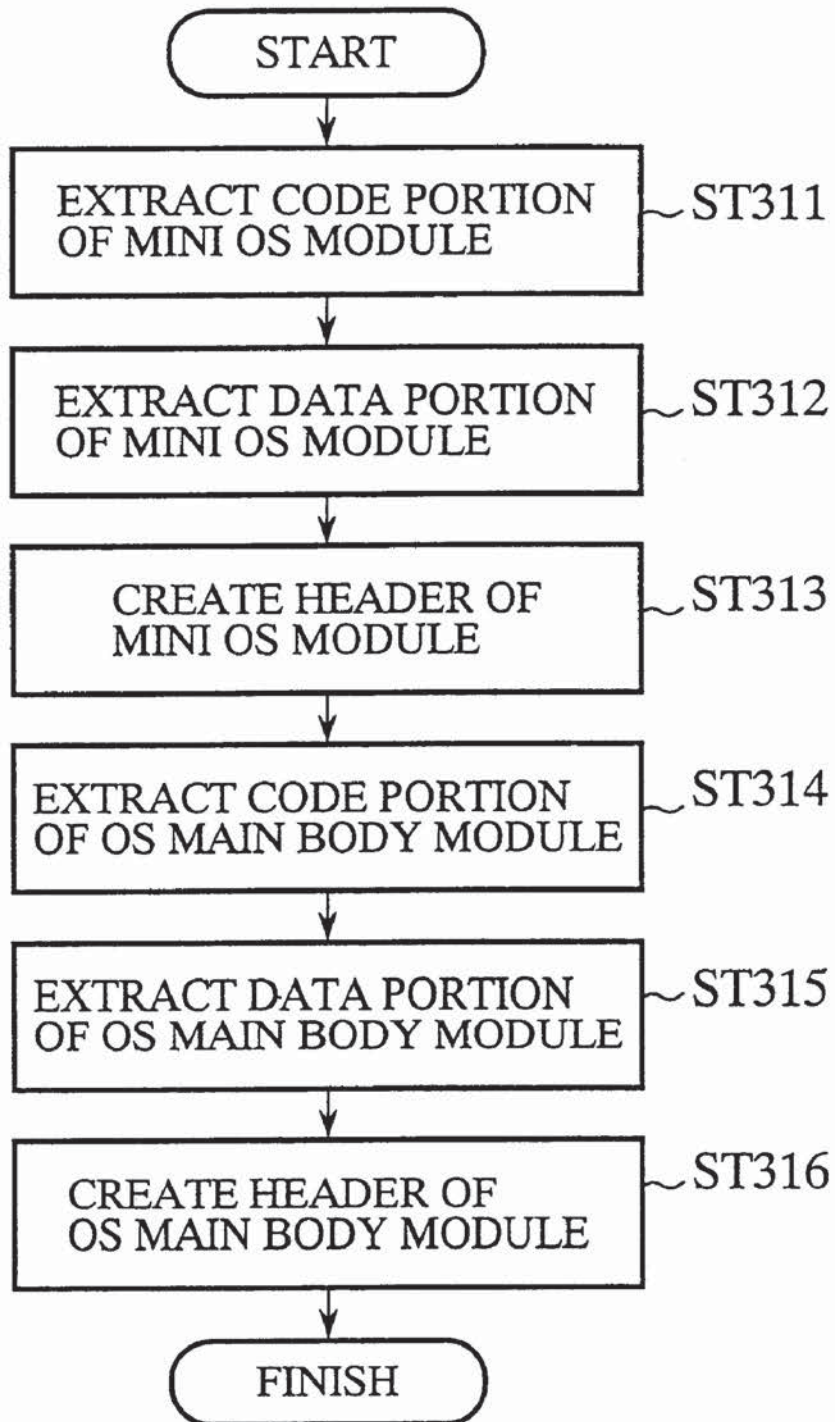 START
EXTRACT CODE PORTION
OF MINI OS MODULE
ST311
EXTRACT DATA PORTION
OF MINI OS MODULE
ST312
CREATE HEADER OF
MINI OS MODULE
ST313
EXTRACT CODE PORTION
OF OS MAIN BODY MODULE
ST314
EXTRACT DATA PORTION
OF OS MAIN BODY MODULE
ST315
CREATE HEADER OF
OS MAIN BODY MODULE
ST316
FINISH